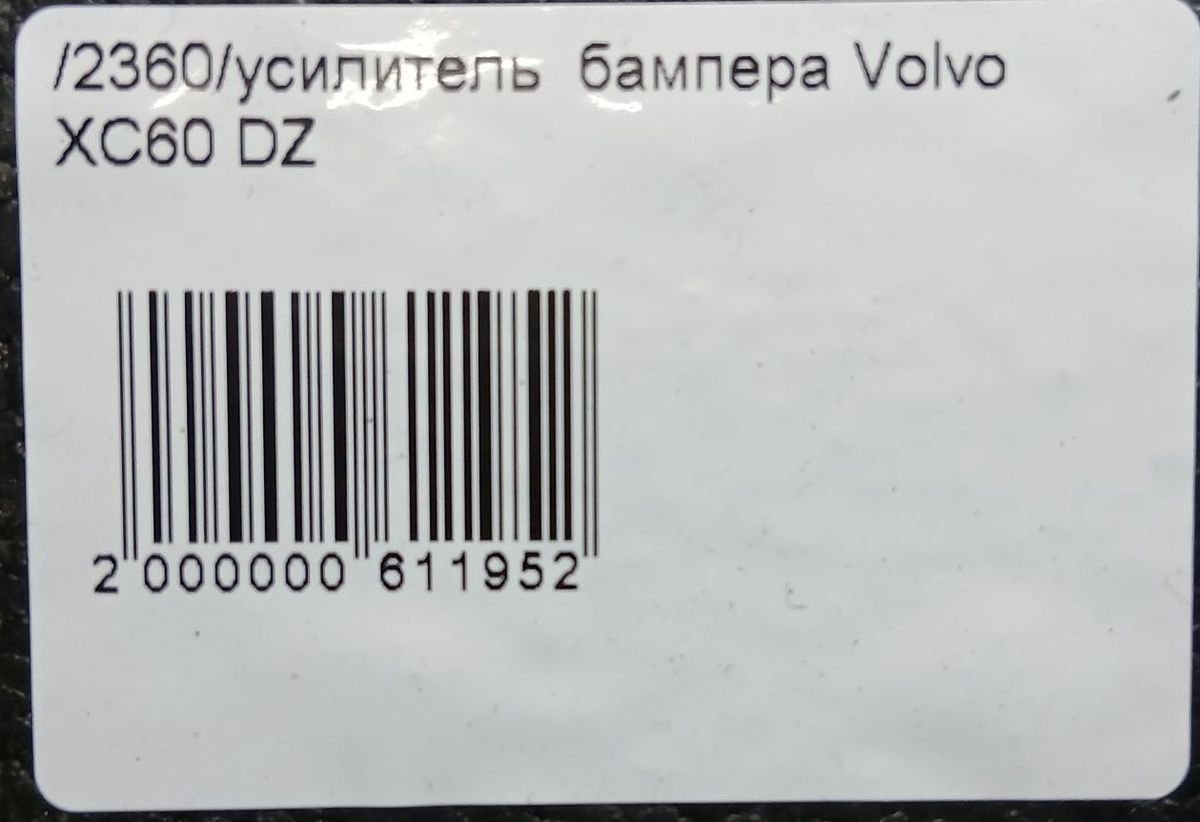 /2360/усилитель бампера Volvo
XC60 DZ
2 000000 611952